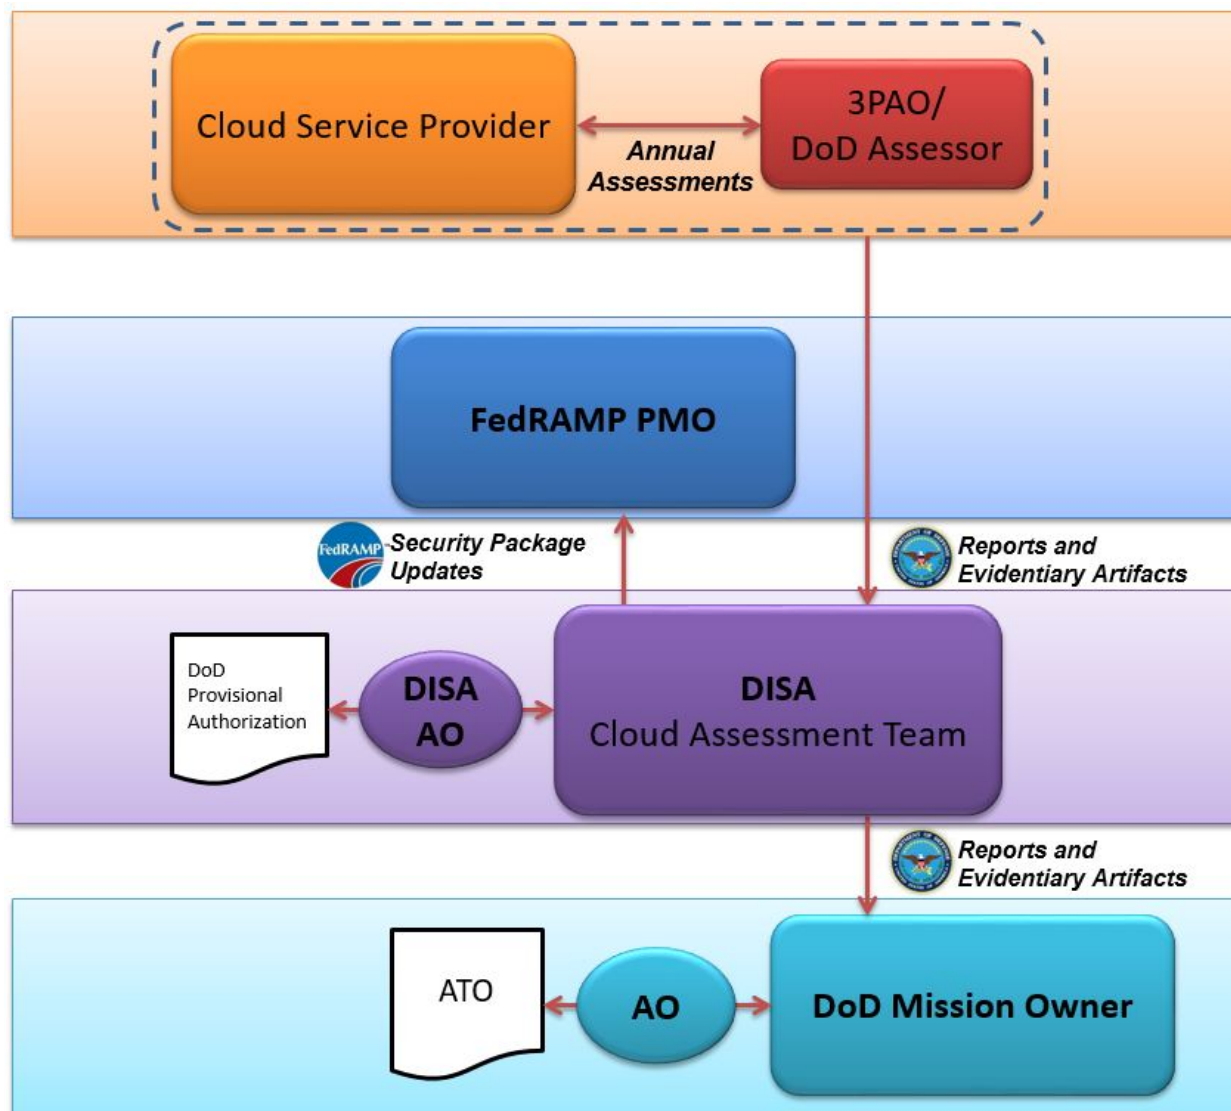 Cloud Service Provider
3PAO/
DoD Assessor
Annual
Assessments
FedRAMP PMO
FedRAMP
Security Package
Updates
Reports and
Evidentiary Artifacts
DoD
Provisional
Authorization
DISA
AO
DISA
Cloud Assessment Team
Reports and
Evidentiary Artifacts
ATO
AO
DoD Mission Owner